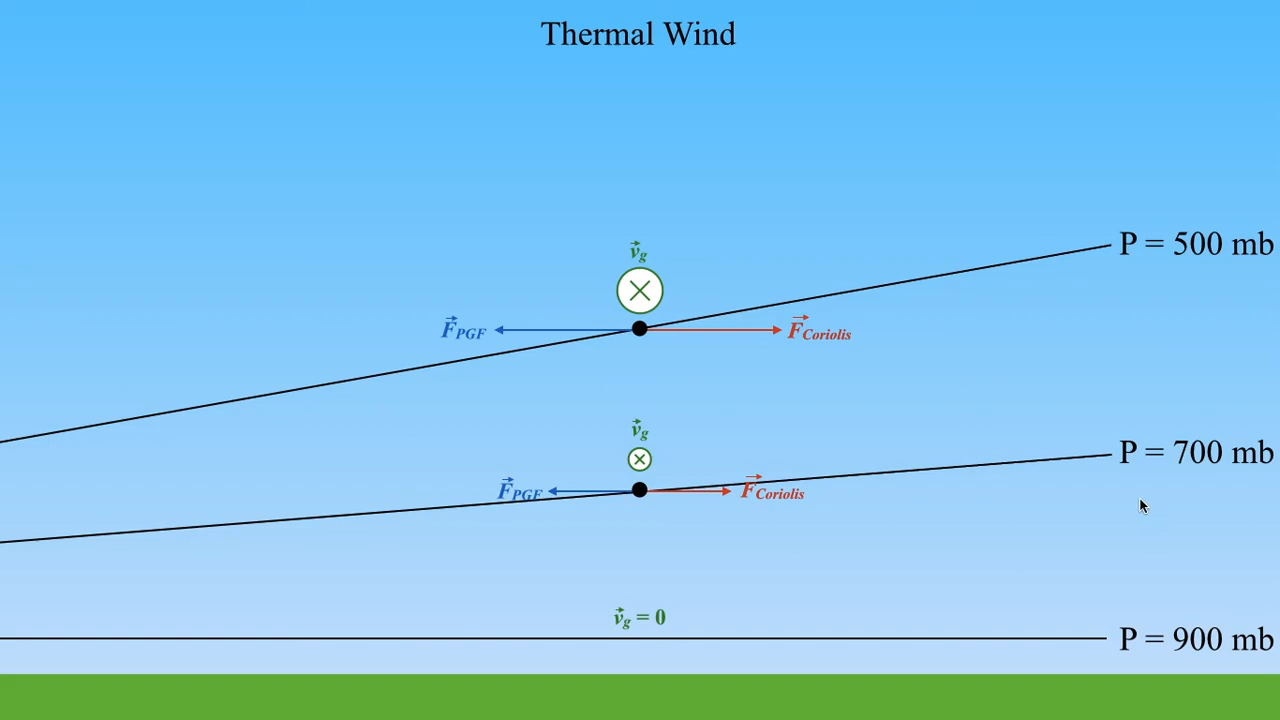 Thermal Wind
P = 500 mb
v⃗g
F⃗PGF
F⃗Coriolis
v⃗g
P = 700 mb
F⃗PGF
F⃗Coriolis
v⃗g = 0
P = 900 mb